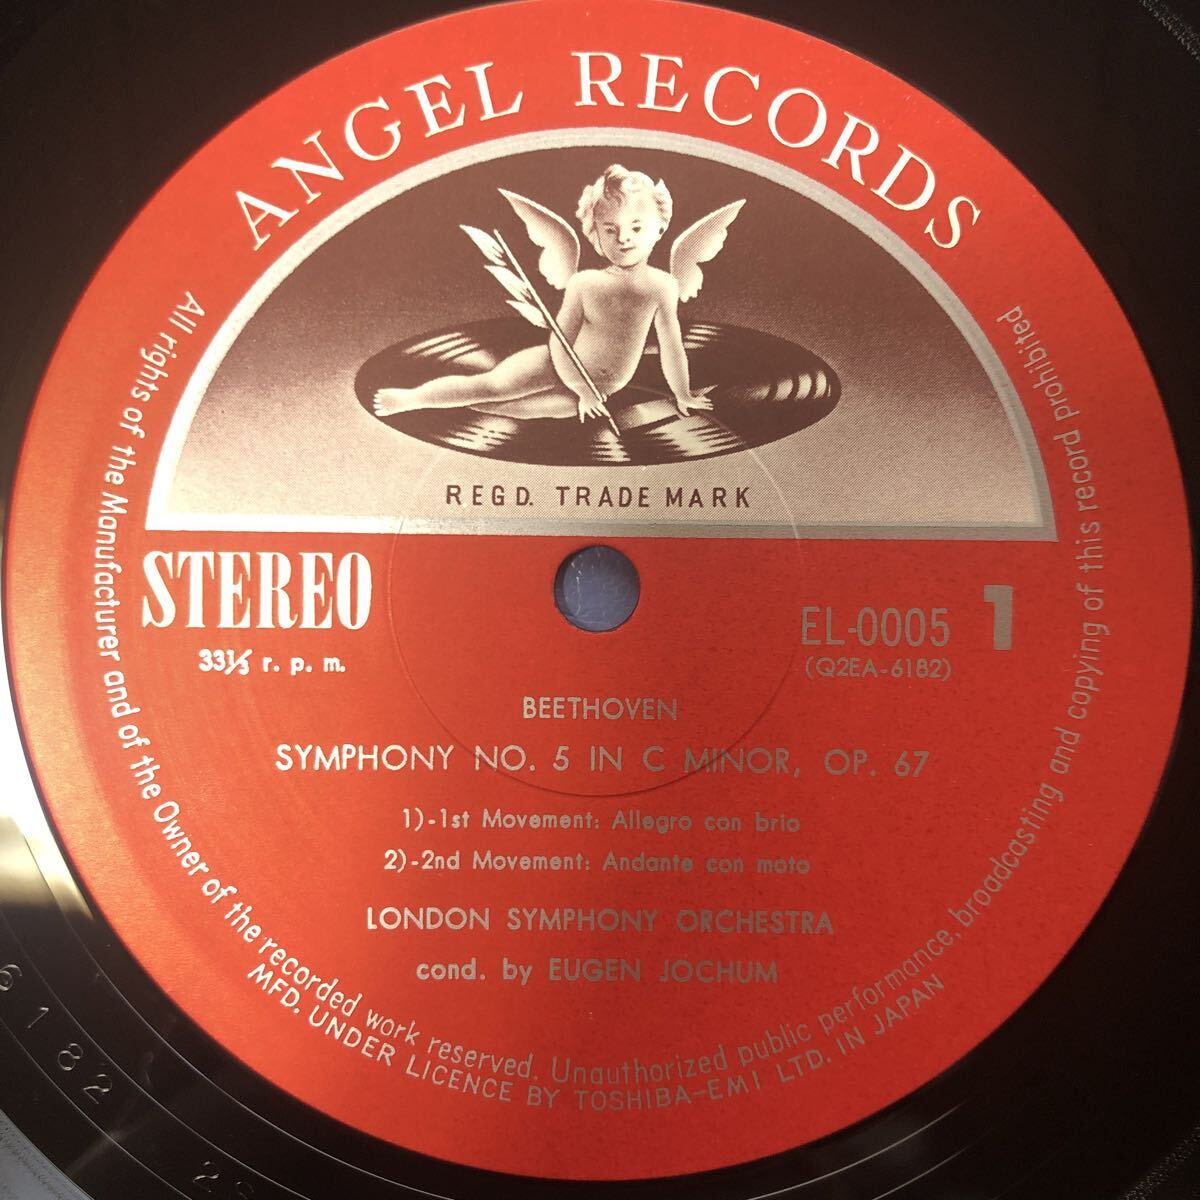 ANGEL RECORDS
REGD. TRADE MARK
STEREO
33⅓ r. p. m.
EL-0005 1
(Q2EA-6182)
BEETHOVEN
SYMPHONY NO. 5 IN C MINOR, OP. 67
1)-1st Movement: Allegro con brio
2)-2nd Movement: Andante con moto
LONDON SYMPHONY ORCHESTRA
cond. by EUGEN JOCHUM
All rights of the Manufacturer and of the Owner of the recorded work reserved. Unauthorized public performance, broadcasting and copying of this record prohibited
MFD. UNDER LICENCE BY TOSHIBA-EMI LTD. IN JAPAN
6182